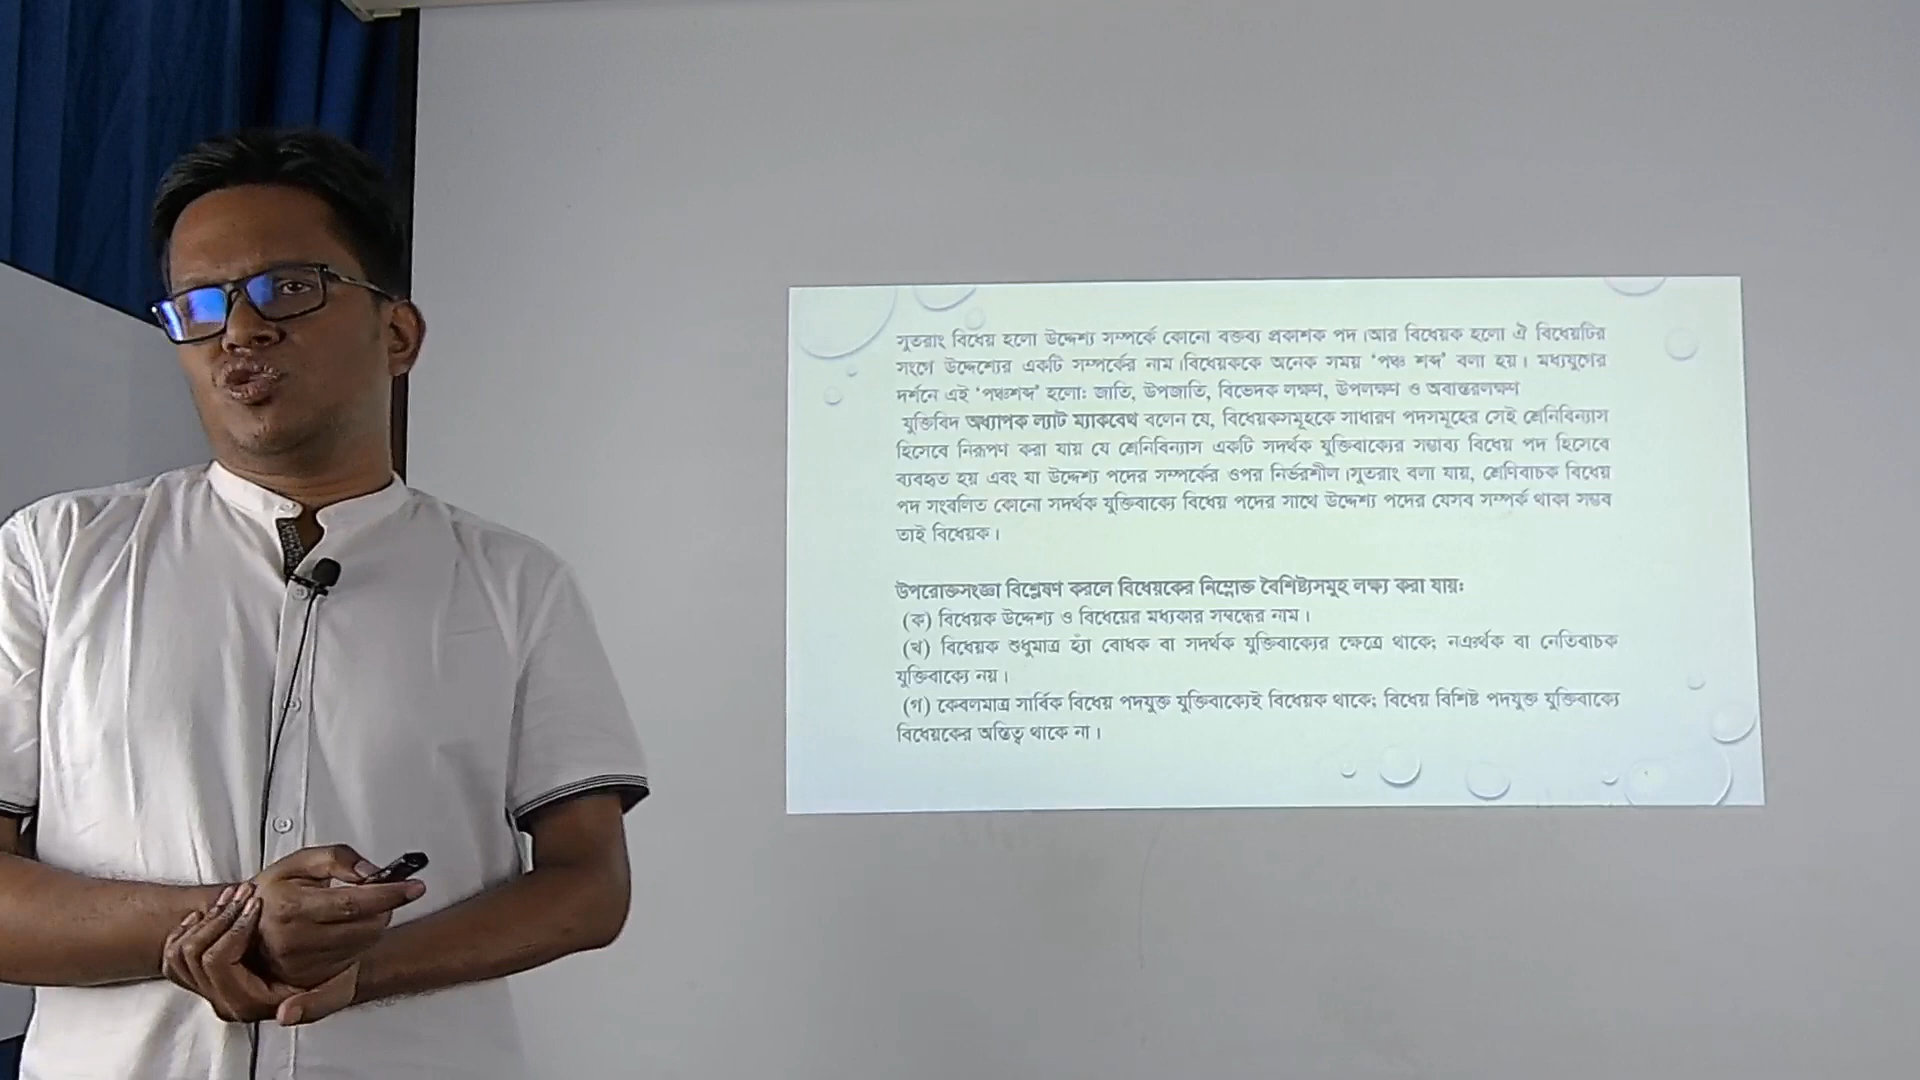 সুতরাং বিধেয় হলো উদ্দেশ্য সম্পর্কে কোনো বক্তব্য প্রকাশক পদ।আর বিধেয়ক হলো ঐ বিধেয়টির
সংগে উদ্দেশ্যের একটি সম্পর্কের নাম।বিধেয়ককে অনেক সময় ‘পঞ্চ শব্দ’ বলা হয়। মধ্যযুগের
দর্শনে এই ‘পঞ্চশব্দ’ হলো: জাতি, উপজাতি, বিভেদক লক্ষণ, উপলক্ষণ ও অবান্তরলক্ষণ
যুক্তিবিদ অধ্যাপক ল্যাটা ম্যাকবেথ বলেন যে, বিধেয়কসমূহকে সাধারণ পদসমূহের সেই শ্রেনিবিন্যাস
হিসেবে নিরূপণ করা যায় যে শ্রেনিবিন্যাস একটি সদর্থক যুক্তিবাক্যের সম্ভাব্য বিধেয় পদ হিসেবে
ব্যবহৃত হয় এবং যা উদ্দেশ্য পদের সম্পর্কের ওপর নির্ভরশীল।সুতরাং বলা যায়, শ্রেণিবাচক বিধেয়
পদ সংবলিত কোনো সদর্থক যুক্তিবাক্যে বিধেয় পদের সাথে উদ্দেশ্য পদের যেসব সম্পর্ক থাকা সম্ভব
তাই বিধেয়ক।
উপরোক্তসংজ্ঞা বিশ্লেষণ করলে বিধেয়কের নিম্নোক্ত বৈশিষ্ট্যসমূহ লক্ষ্য করা যায়:
(ক) বিধেয়ক উদ্দেশ্য ও বিধেয়ের মধ্যকার সম্বন্ধের নাম।
(খ) বিধেয়ক শুধুমাত্র হ্যাঁ বোধক বা সদর্থক যুক্তিবাক্যের ক্ষেত্রে থাকে; নঞর্থক বা নেতিবাচক
যুক্তিবাক্যে নয়।
(গ) কেবলমাত্র সার্বিক বিধেয় পদযুক্ত যুক্তিবাক্যেই বিধেয়ক থাকে; বিধেয় বিশিষ্ট পদযুক্ত যুক্তিবাক্যে
বিধেয়কের অস্তিত্ব থাকে না।